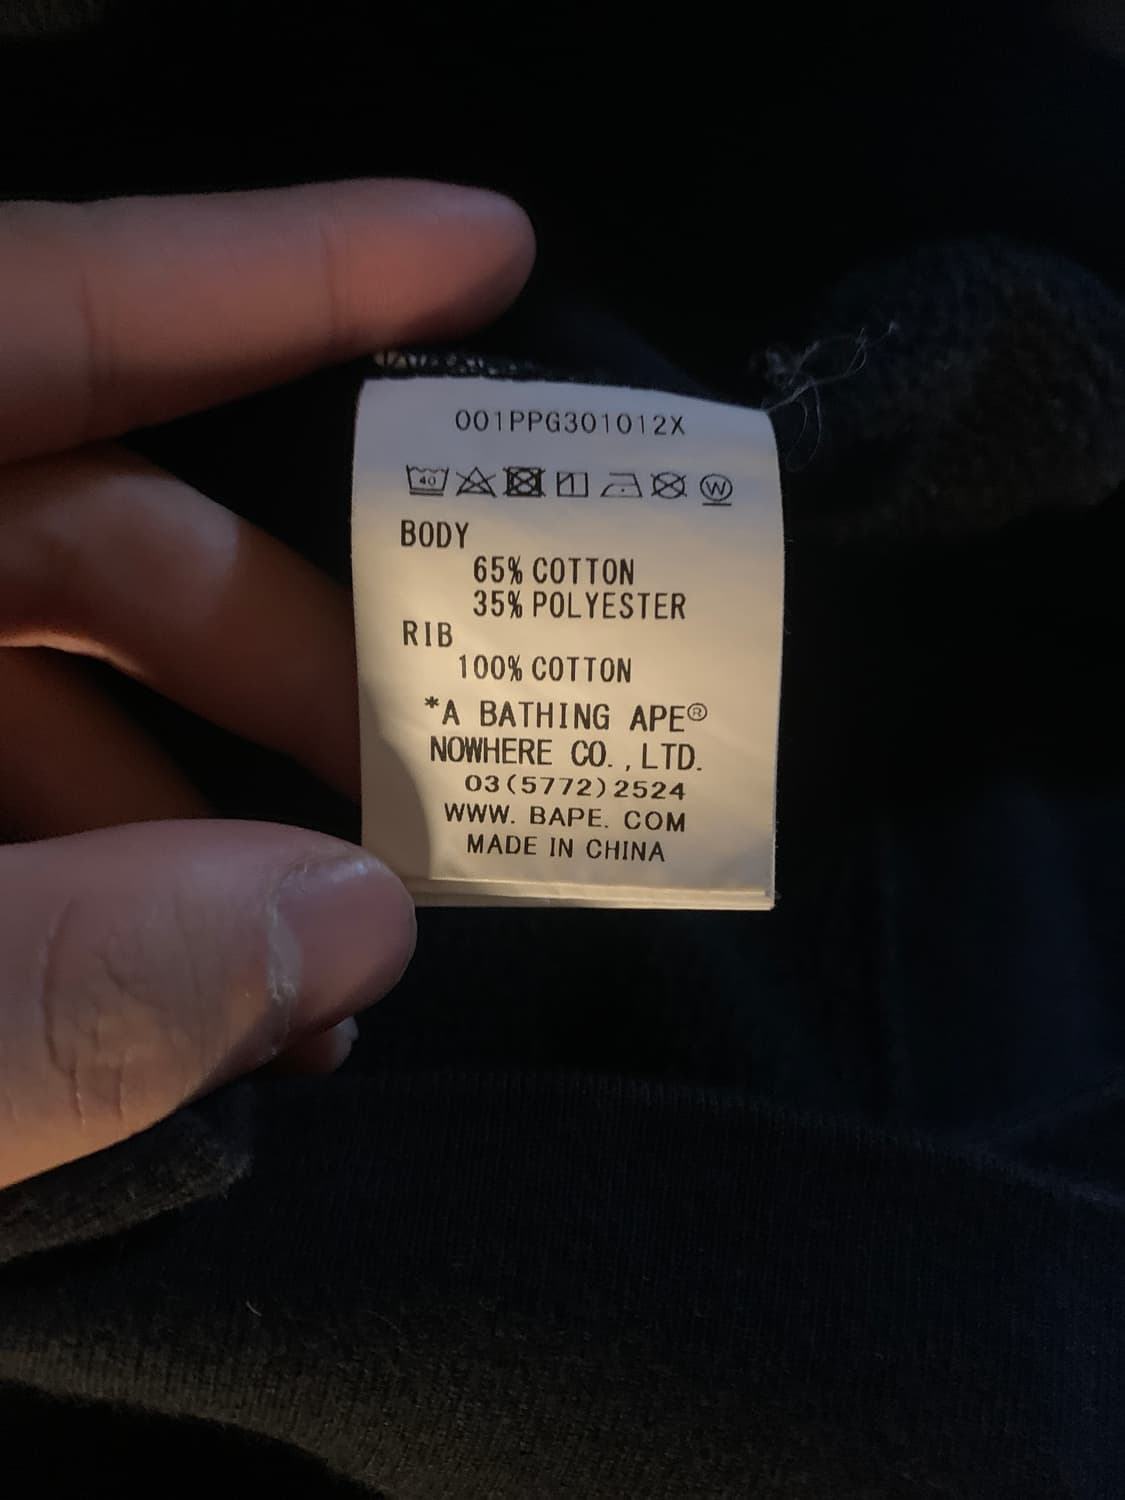 001PPG301012X
40
W
BODY
65% COTTON
35% POLYESTER
RIB
100% COTTON
*A BATHING APE®
NOWHERE CO., LTD.
03(5772)2524
WWW. BAPE. COM
MADE IN CHINA